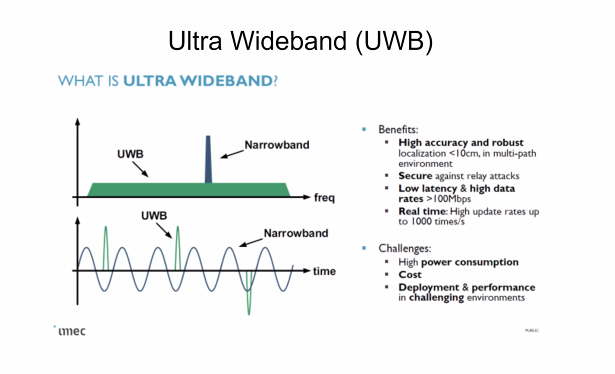 Ultra Wideband (UWB)
WHAT IS ULTRA WIDEBAND?
UWB
Narrowband
freq
UWB
Narrowband
time
Benefits:
High accuracy and robust
localization <10cm, in multi-path
environment
Secure against relay attacks
Low latency & high data
rates >100Mbps
Real time: High update rates up
to 1000 times/s
Challenges:
High power consumption
Cost
Deployment & performance
in challenging environments
imec
PUBLIC